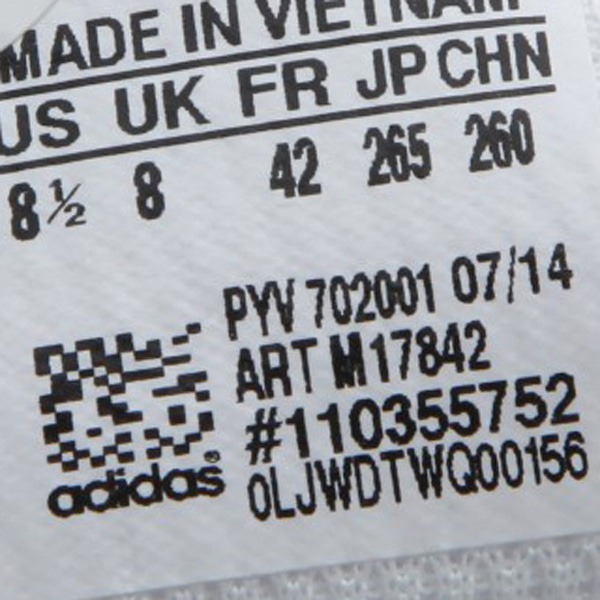 MADE IN VIETNAM
US UK FR JP CHN
8½ 8 42 265 260
PYV 702001 07/14
ART M17842
#110355752
adidas®
0LJWDTWQ00156